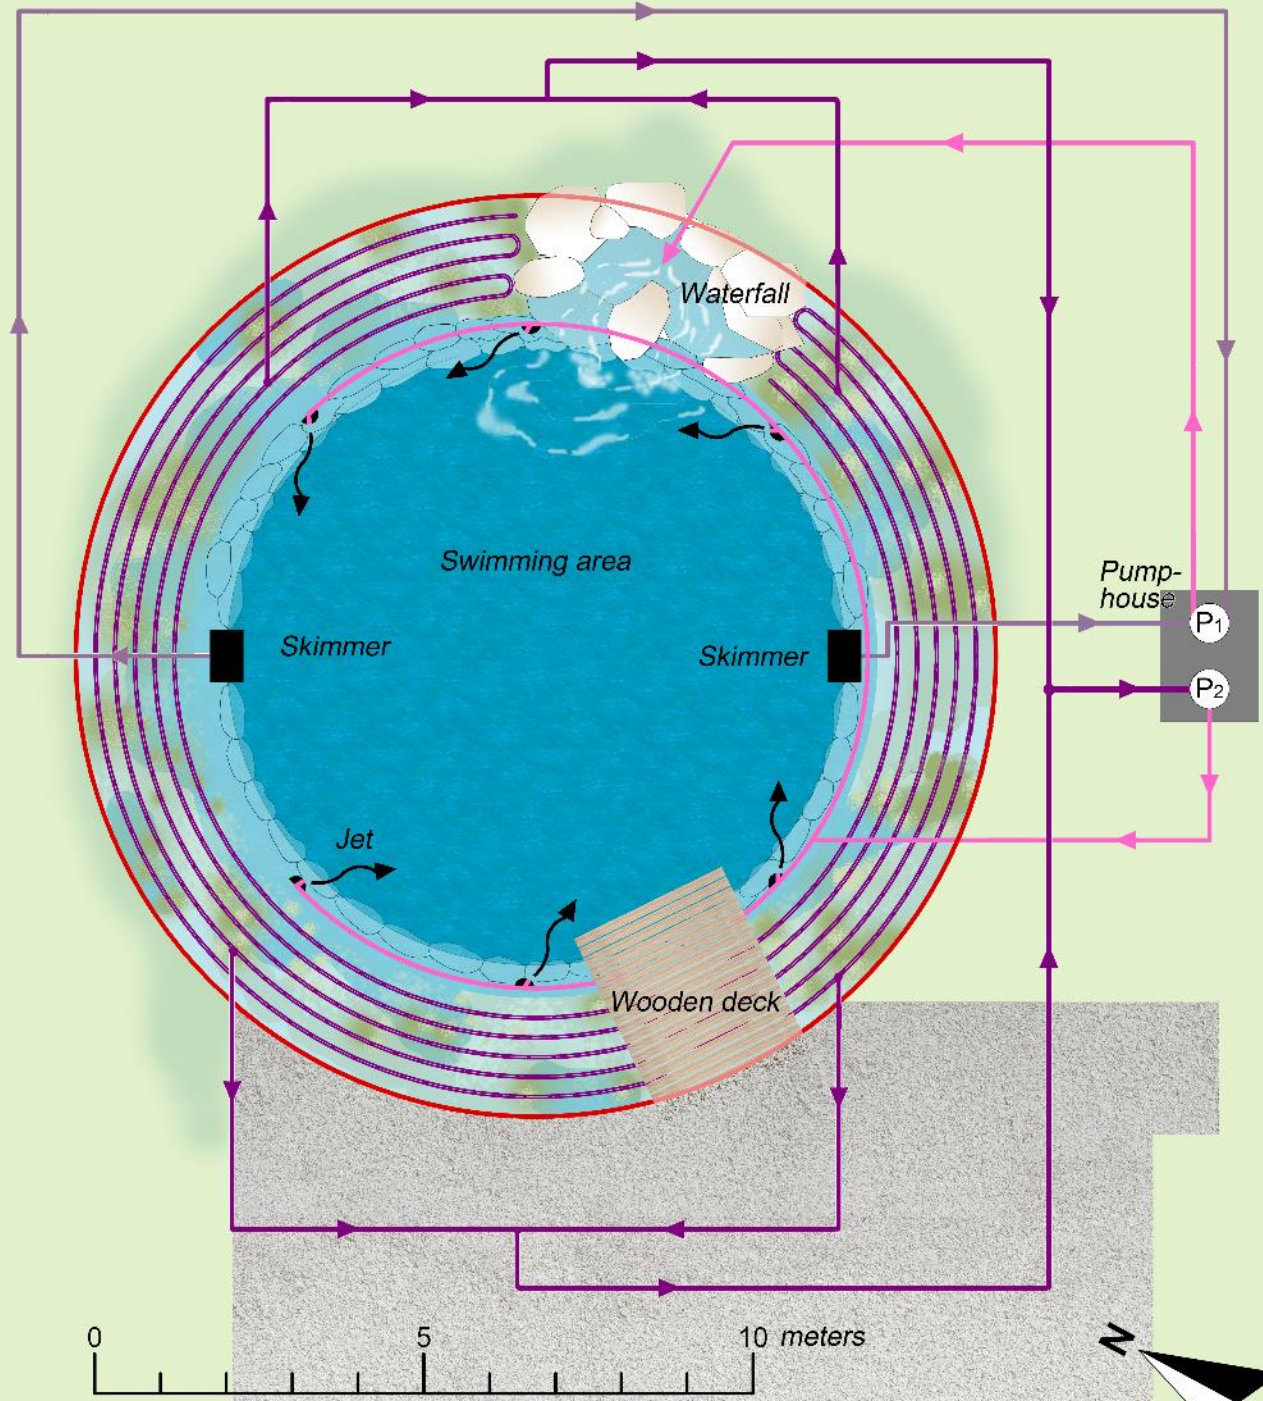 Waterfall
Swimming area
Pump-
house
P1
Skimmer
Skimmer
P2
Jet
Wooden deck
0 5 10 meters
N